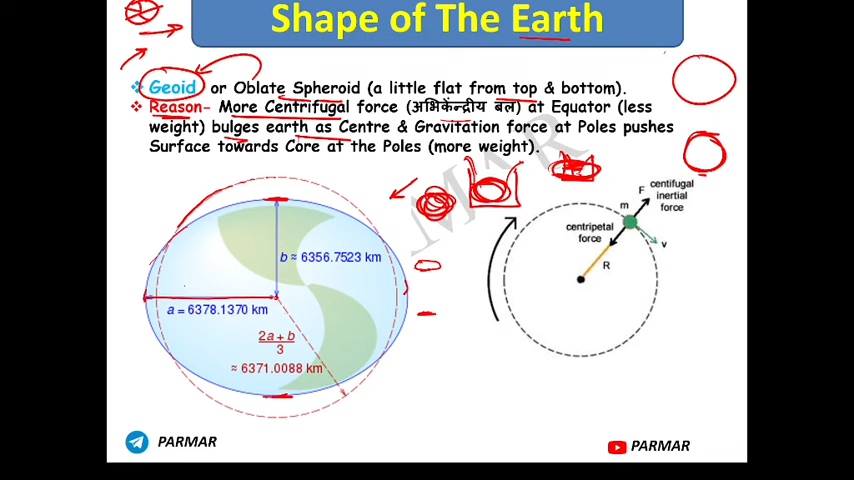 Shape of The Earth
Geoid or Oblate Spheroid (a little flat from top & bottom).
Reason- More Centrifugal force (अभिकेंन्द्रीय बल) at Equator (less
weight) bulges earth as Centre & Gravitation force at Poles pushes
Surface towards Core at the Poles (more weight).
b ≈ 6356.7523 km
a = 6378.1370 km
2a + b
3
≈ 6371.0088 km
F centifugal
inertial
force
m
centripetal
force
v
R
PARMAR
PARMAR